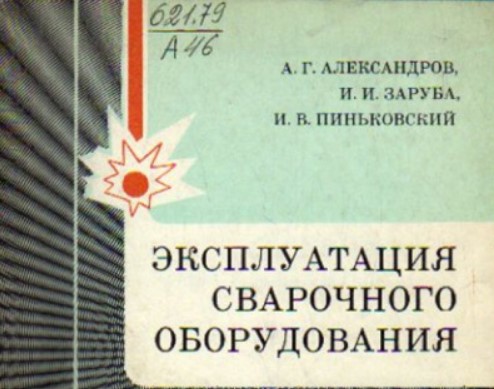 621.79
А46
А. Г. АЛЕКСАНДРОВ,
И. И. ЗАРУБА,
И. В. ПИНЬКОВСКИЙ
ЭКСПЛУАТАЦИЯ
СВАРОЧНОГО
ОБОРУДОВАНИЯ